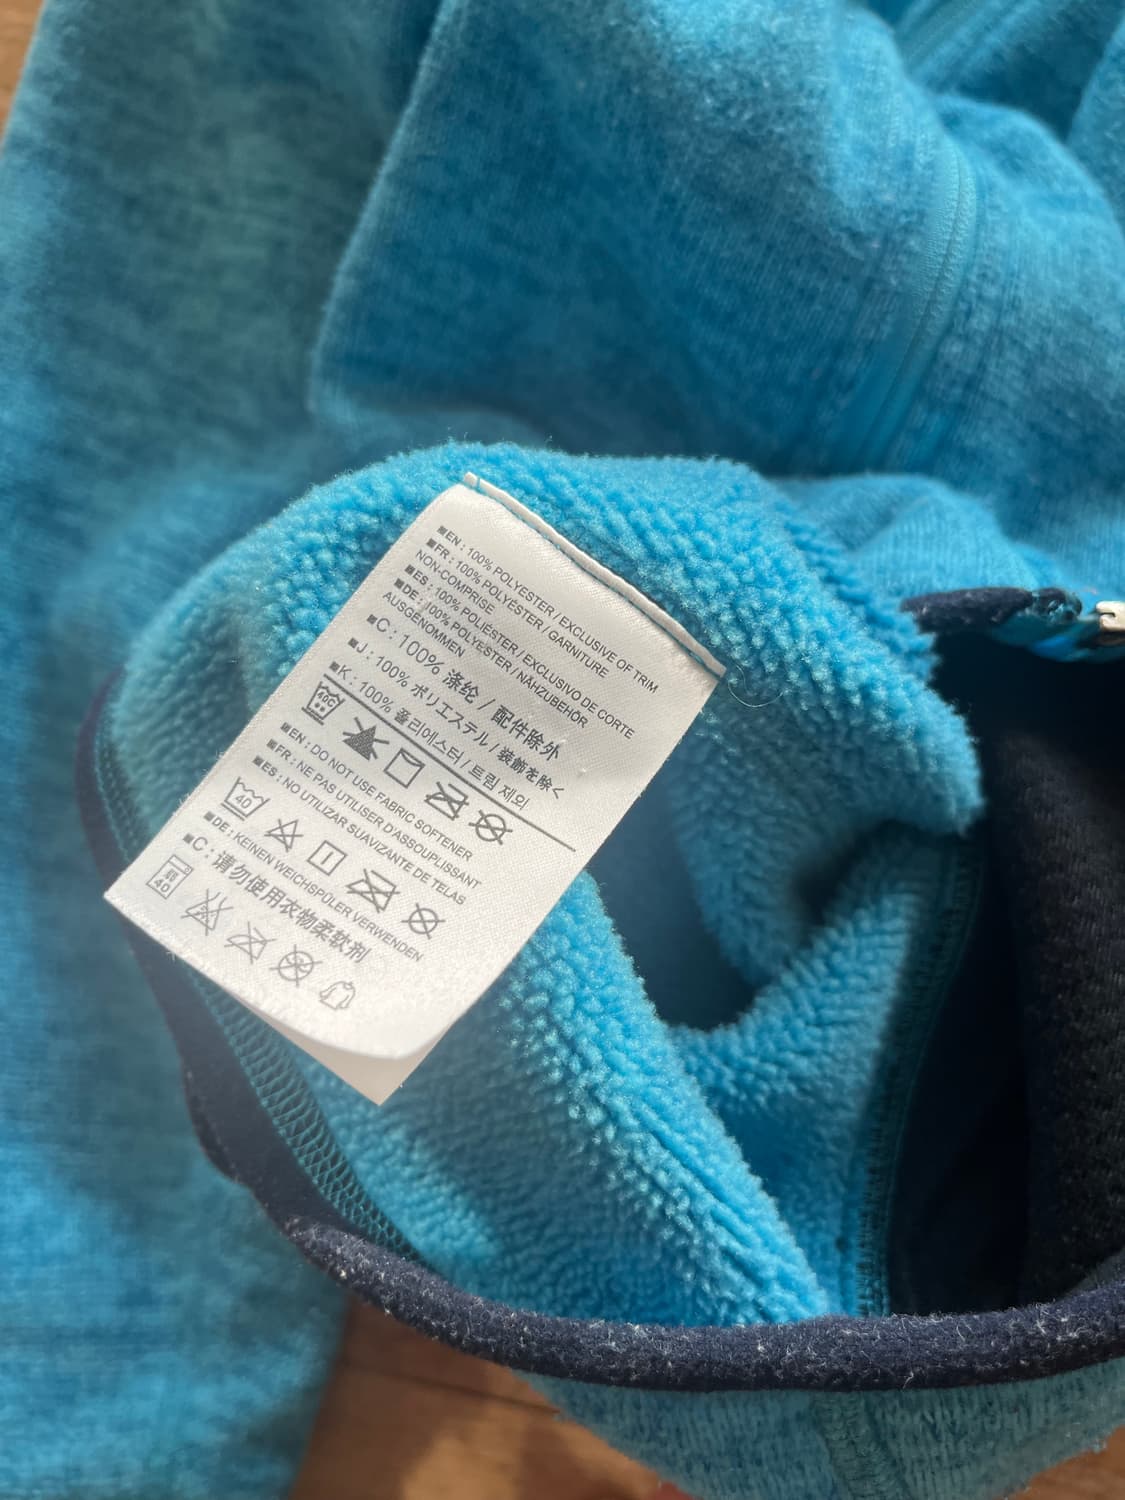 ■EN : 100% POLYESTER / EXCLUSIVE OF TRIM
■FR : 100% POLYÉSTER / GARNITURE
NON-COMPRISE
■ES : 100% POLIÉSTER / EXCLUSIVO DE CORTE
■DE : 100% POLYESTER / NÄHZUBEHÖR
AUSGENOMMEN
■C : 100% 涤纶 / 配件除外
■J : 100% ポリエステル / 装飾を除く
■K : 100% 폴리에스터 / 트림 제외
40C
■EN : DO NOT USE FABRIC SOFTENER
■FR : NE PAS UTILISER D'ASSOUPLISSANT
■ES : NO UTILIZAR SUAVIZANTE DE TELAS
40
■DE : KEINEN WEICHSPÜLER VERWENDEN
■C : 请勿使用衣物柔软剂
弱
40